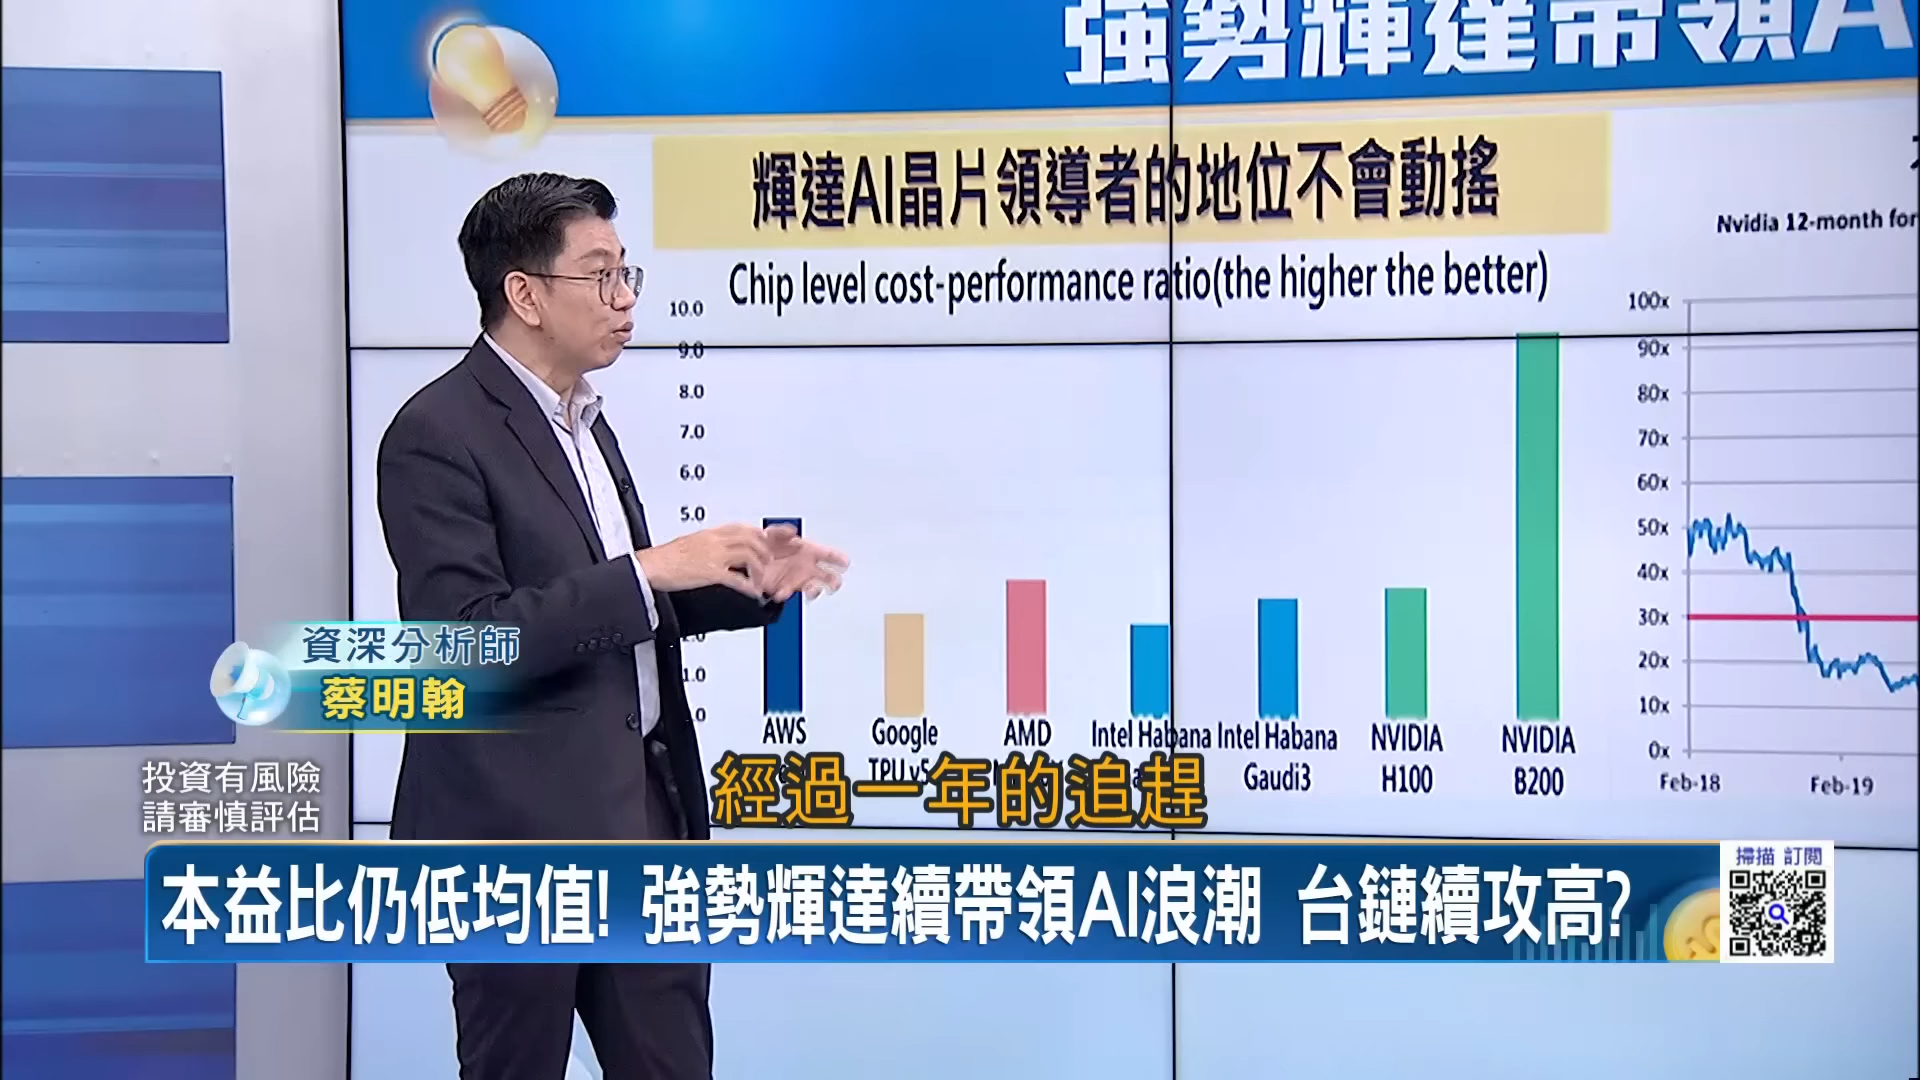 強勢輝達帶領A
輝達AI晶片領導者的地位不會動搖
Chip level cost-performance ratio(the higher the better)
10.0
9.0
8.0
7.0
6.0
5.0
1.0
AWS
Google
TPU v5
AMD
Intel Habana
Intel Habana
Gaudi3
NVIDIA
H100
NVIDIA
B200
Nvidia 12-month for
100x
90x
80x
70x
60x
50x
40x
30x
20x
10x
0x
Feb-18
Feb-19
資深分析師
蔡明翰
投資有風險
請審慎評估
經過一年的追趕
本益比仍低均值! 強勢輝達續帶領AI浪潮 台鏈續攻高?
掃描 訂閱